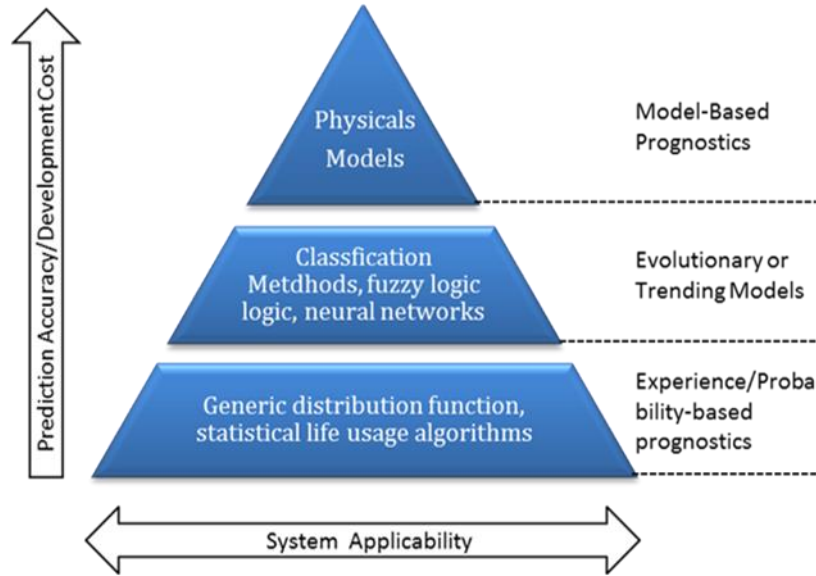 Prediction Accuracy/Development Cost
Physicals
Models
Model-Based
Prognostics
Classfication
Metdhods, fuzzy logic
logic, neural networks
Evolutionary or
Trending Models
Generic distribution function,
statistical life usage algorithms
Experience/Proba
bility-based
prognostics
System Applicability